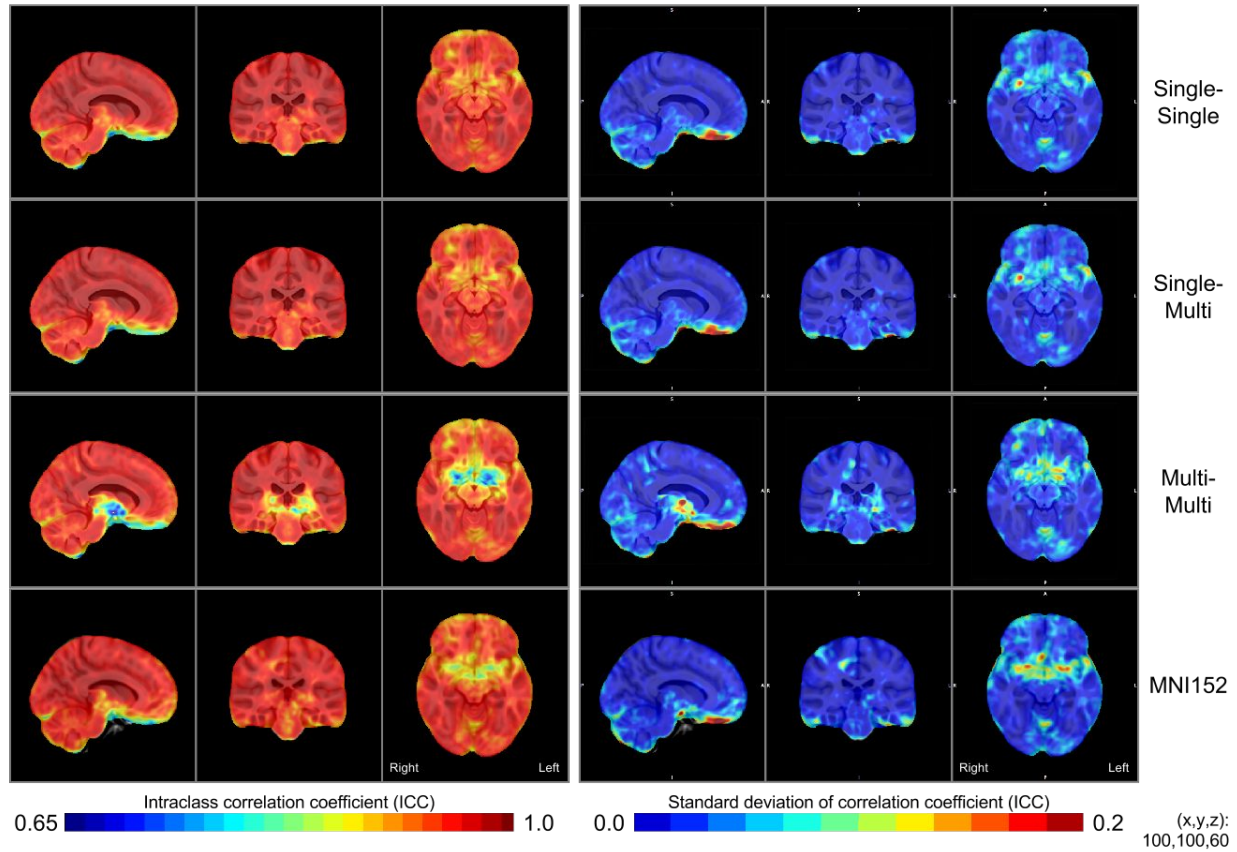 S S A
Single-
Single
P A R L R L
Single-
Multi
P A R L R L
I I P
S S A
Multi-
Multi
P A R L R L
I I P
S S A
MNI152
P A R L R L
Right Left
Right Left
I I P
Intraclass correlation coefficient (ICC)
0.65 1.0
Standard deviation of correlation coefficient (ICC)
0.0 0.2
(x,y,z):
100,100,60